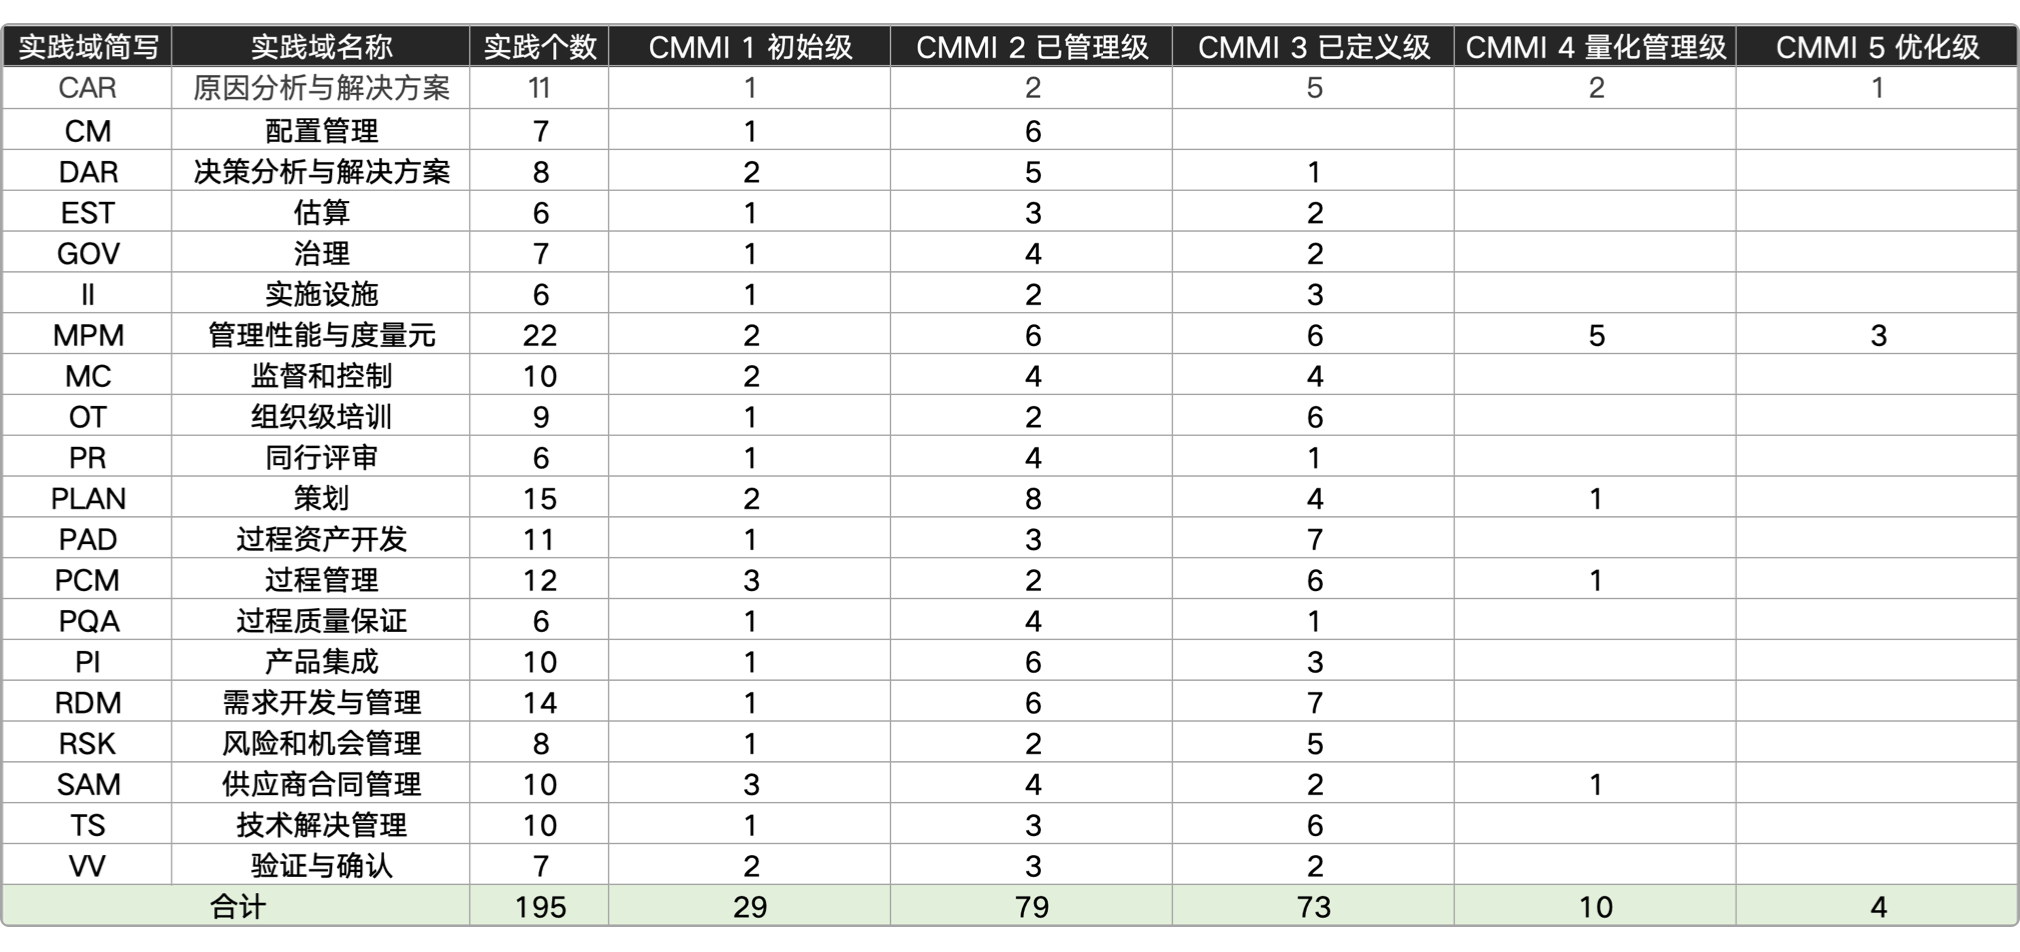 实践域简写 实践域名称 实践个数 CMMI 1 初始级 CMMI 2 已管理级 CMMI 3 已定义级 CMMI 4 量化管理级 CMMI 5 优化级
CAR 原因分析与解决方案 11 1 2 5 2 1
CM 配置管理 7 1 6
DAR 决策分析与解决方案 8 2 5 1
EST 估算 6 1 3 2
GOV 治理 7 1 4 2
II 实施设施 6 1 2 3
MPM 管理性能与度量元 22 2 6 6 5 3
MC 监督和控制 10 2 4 4
OT 组织级培训 9 1 2 6
PR 同行评审 6 1 4 1
PLAN 策划 15 2 8 4 1
PAD 过程资产开发 11 1 3 7
PCM 过程管理 12 3 2 6 1
PQA 过程质量保证 6 1 4 1
PI 产品集成 10 1 6 3
RDM 需求开发与管理 14 1 6 7
RSK 风险和机会管理 8 1 2 5
SAM 供应商合同管理 10 3 4 2 1
TS 技术解决管理 10 1 3 6
VV 验证与确认 7 2 3 2
合计 195 29 79 73 10 4